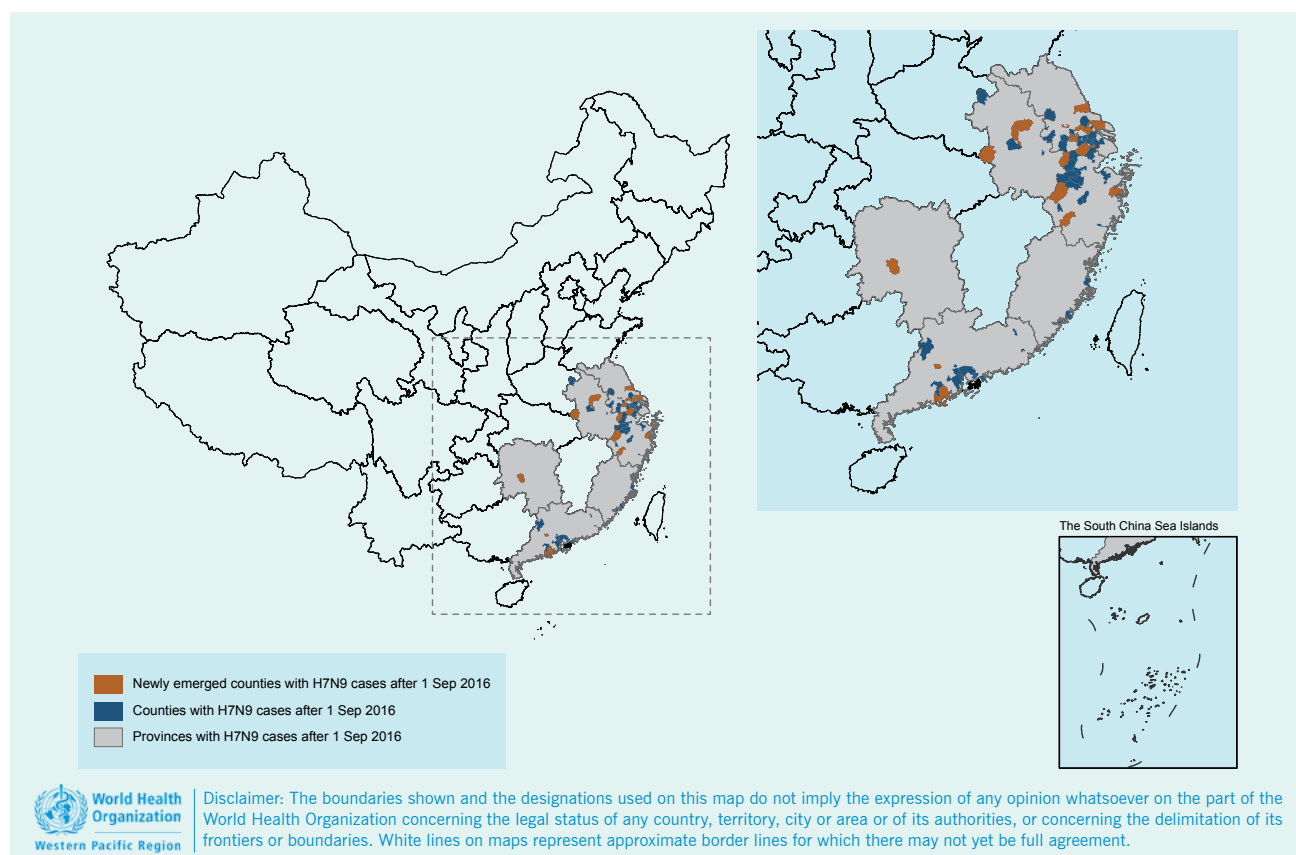 The South China Sea Islands
Newly emerged counties with H7N9 cases after 1 Sep 2016
Counties with H7N9 cases after 1 Sep 2016
Provinces with H7N9 cases after 1 Sep 2016
World Health
Organization
Western Pacific Region
Disclaimer: The boundaries shown and the designations used on this map do not imply the expression of any opinion whatsoever on the part of the
World Health Organization concerning the legal status of any country, territory, city or area or of its authorities, or concerning the delimitation of its
frontiers or boundaries. White lines on maps represent approximate border lines for which there may not yet be full agreement.